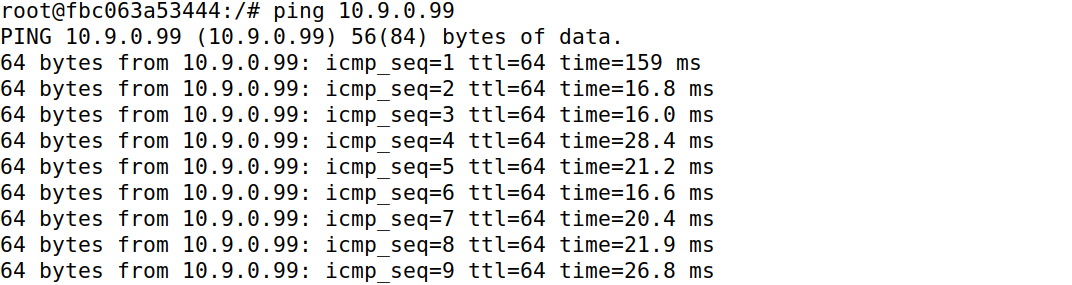 root@fbc063a53444:/# ping 10.9.0.99
PING 10.9.0.99 (10.9.0.99) 56(84) bytes of data.
64 bytes from 10.9.0.99: icmp_seq=1 ttl=64 time=159 ms
64 bytes from 10.9.0.99: icmp_seq=2 ttl=64 time=16.8 ms
64 bytes from 10.9.0.99: icmp_seq=3 ttl=64 time=16.0 ms
64 bytes from 10.9.0.99: icmp_seq=4 ttl=64 time=28.4 ms
64 bytes from 10.9.0.99: icmp_seq=5 ttl=64 time=21.2 ms
64 bytes from 10.9.0.99: icmp_seq=6 ttl=64 time=16.6 ms
64 bytes from 10.9.0.99: icmp_seq=7 ttl=64 time=20.4 ms
64 bytes from 10.9.0.99: icmp_seq=8 ttl=64 time=21.9 ms
64 bytes from 10.9.0.99: icmp_seq=9 ttl=64 time=26.8 ms